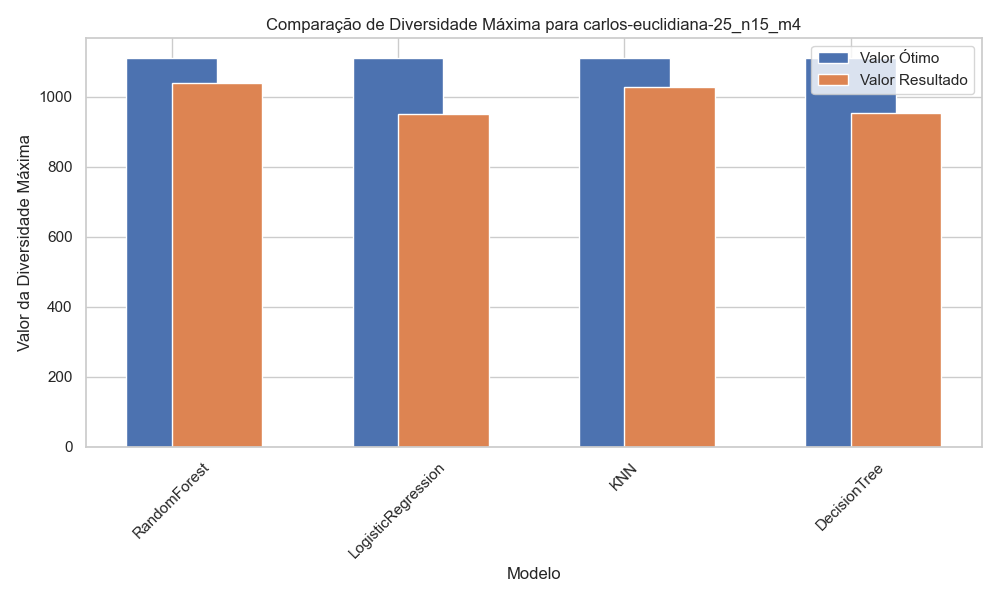 Comparação de Diversidade Máxima para carlos-euclidiana-25_n15_m4
Valor Ótimo
Valor Resultado
Valor da Diversidade Máxima
1000
800
600
400
200
0
RandomForest
LogisticRegression
KNN
DecisionTree
Modelo